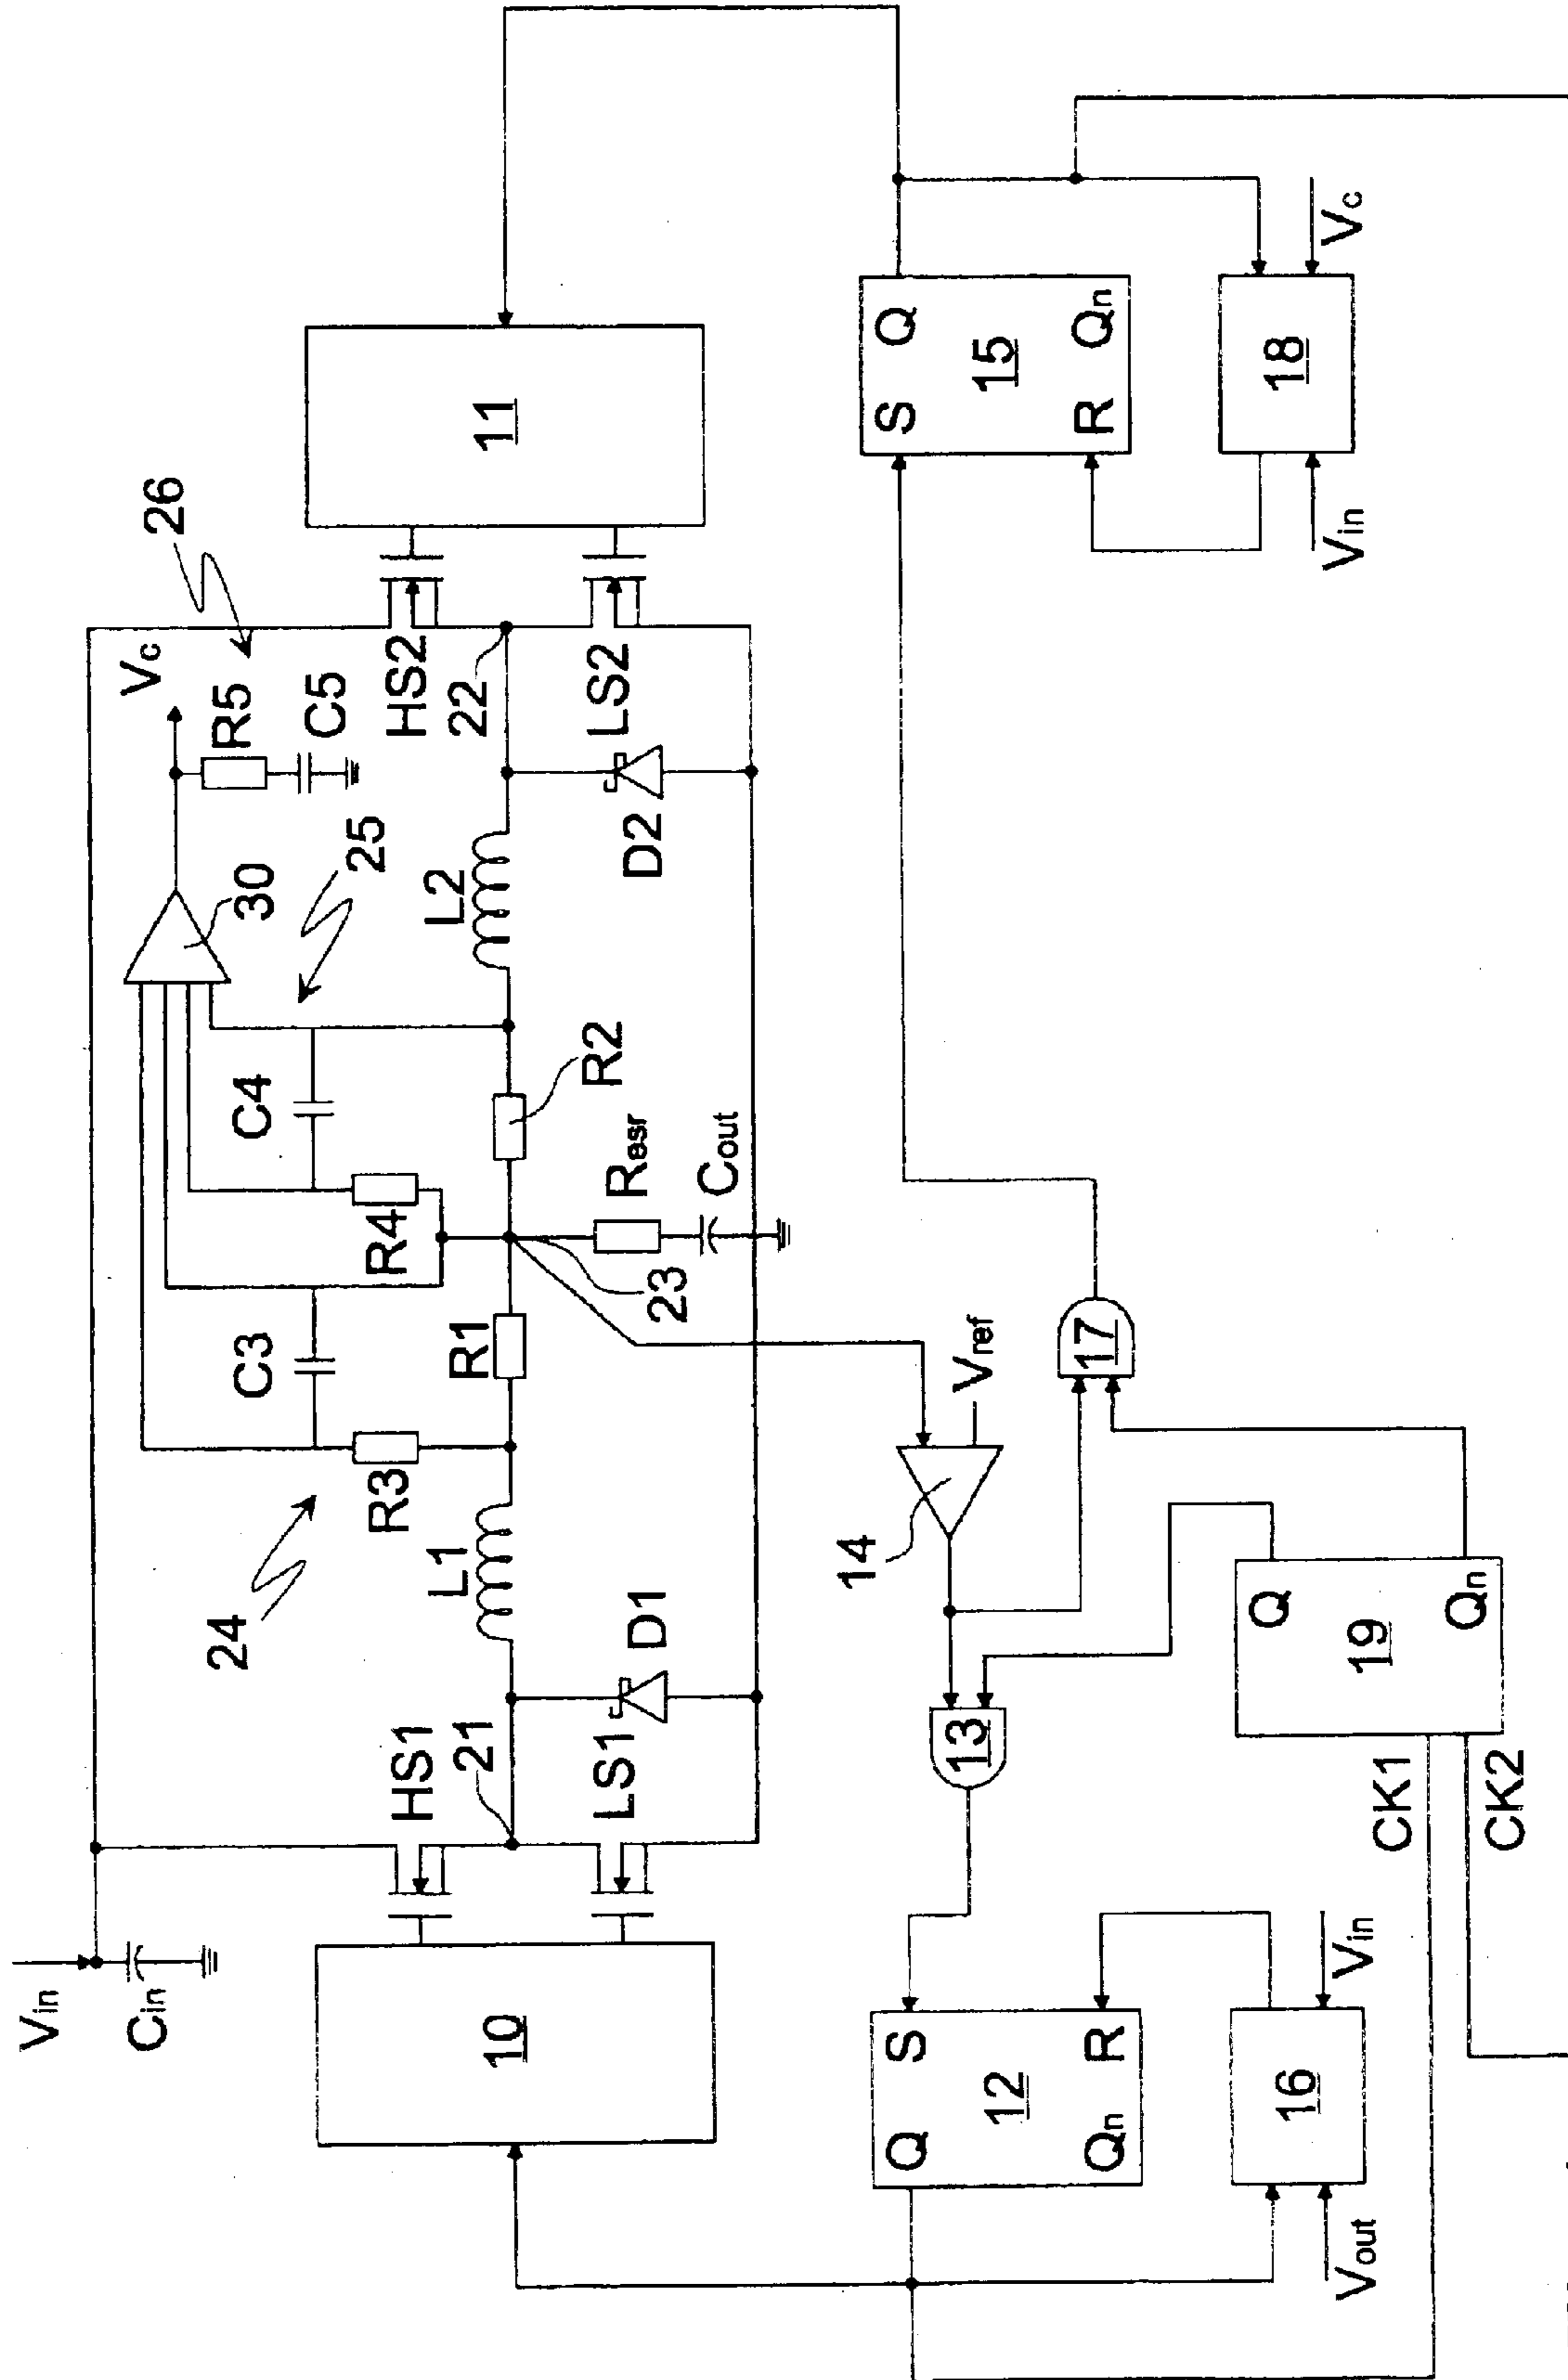 Vin
Cin
10
HS1
21
LS1
D1
L1
24
R3
C3
R1
23
R4
C4
Resr
Cout
R2
25
30
L2
D2
Vc
R5
C5
26
HS2
22
LS2
11
14
Vref
13
17
12
S
Q
R
Qn
16
Vin
Vout
CK1
CK2
19
Q
Qn
15
S
Q
R
Qn
18
Vin
Vc